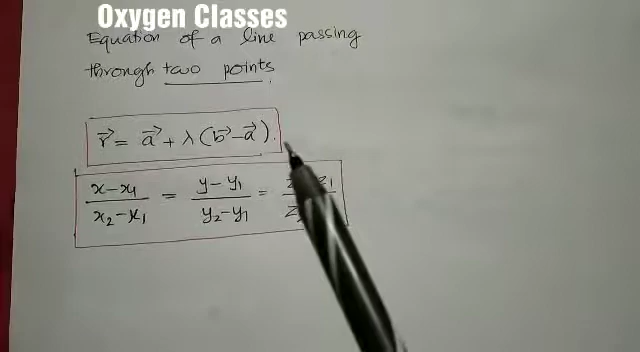 Oxygen Classes
Equation of a line passing
through two points.
r⃗ = a⃗ + λ (b⃗ - a⃗).
x-x₁/x₂-x₁ = y-y₁/y₂-y₁ =